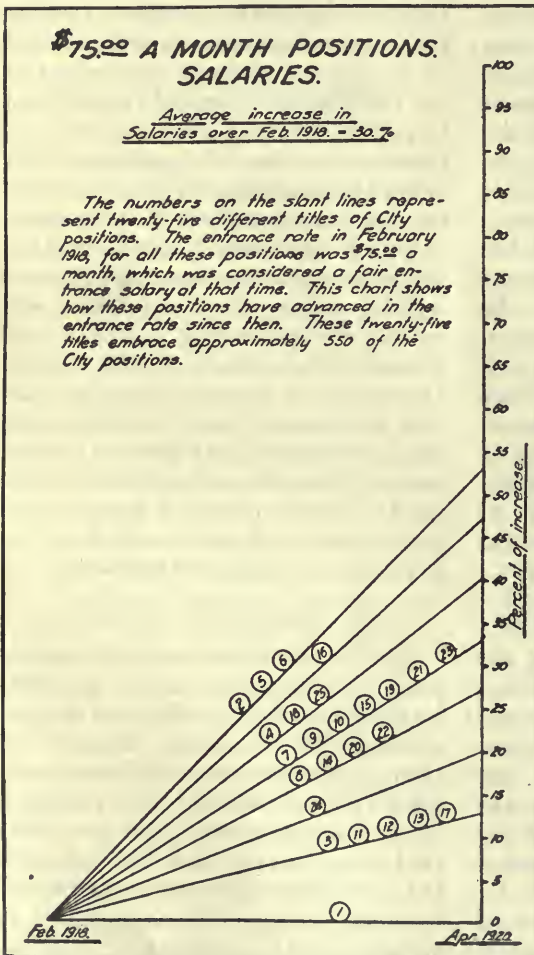 $75.00 A MONTH POSITIONS.
SALARIES.
Average increase in
Salaries over Feb. 1918. = 30.%
The numbers on the slant lines repre-
sent twenty-five different titles of City
positions. The entrance rate in February
1918, for all these positions was $75.00 a
month, which was considered a fair en-
trance salary at that time. This chart shows
how these positions have advanced in the
entrance rate since then. These twenty-five
titles embrace approximately 550 of the
City positions.
100
95
90
85
80
75
70
65
60
55
50
45
40
35
30
25
20
15
10
5
0
Percent of increase.
2 5 6
16
4 18 25
7 9 10 15 19 21 23
8 14 20 22
24
3 11 12 13 17
1
Feb. 1918.
Apr. 1920.